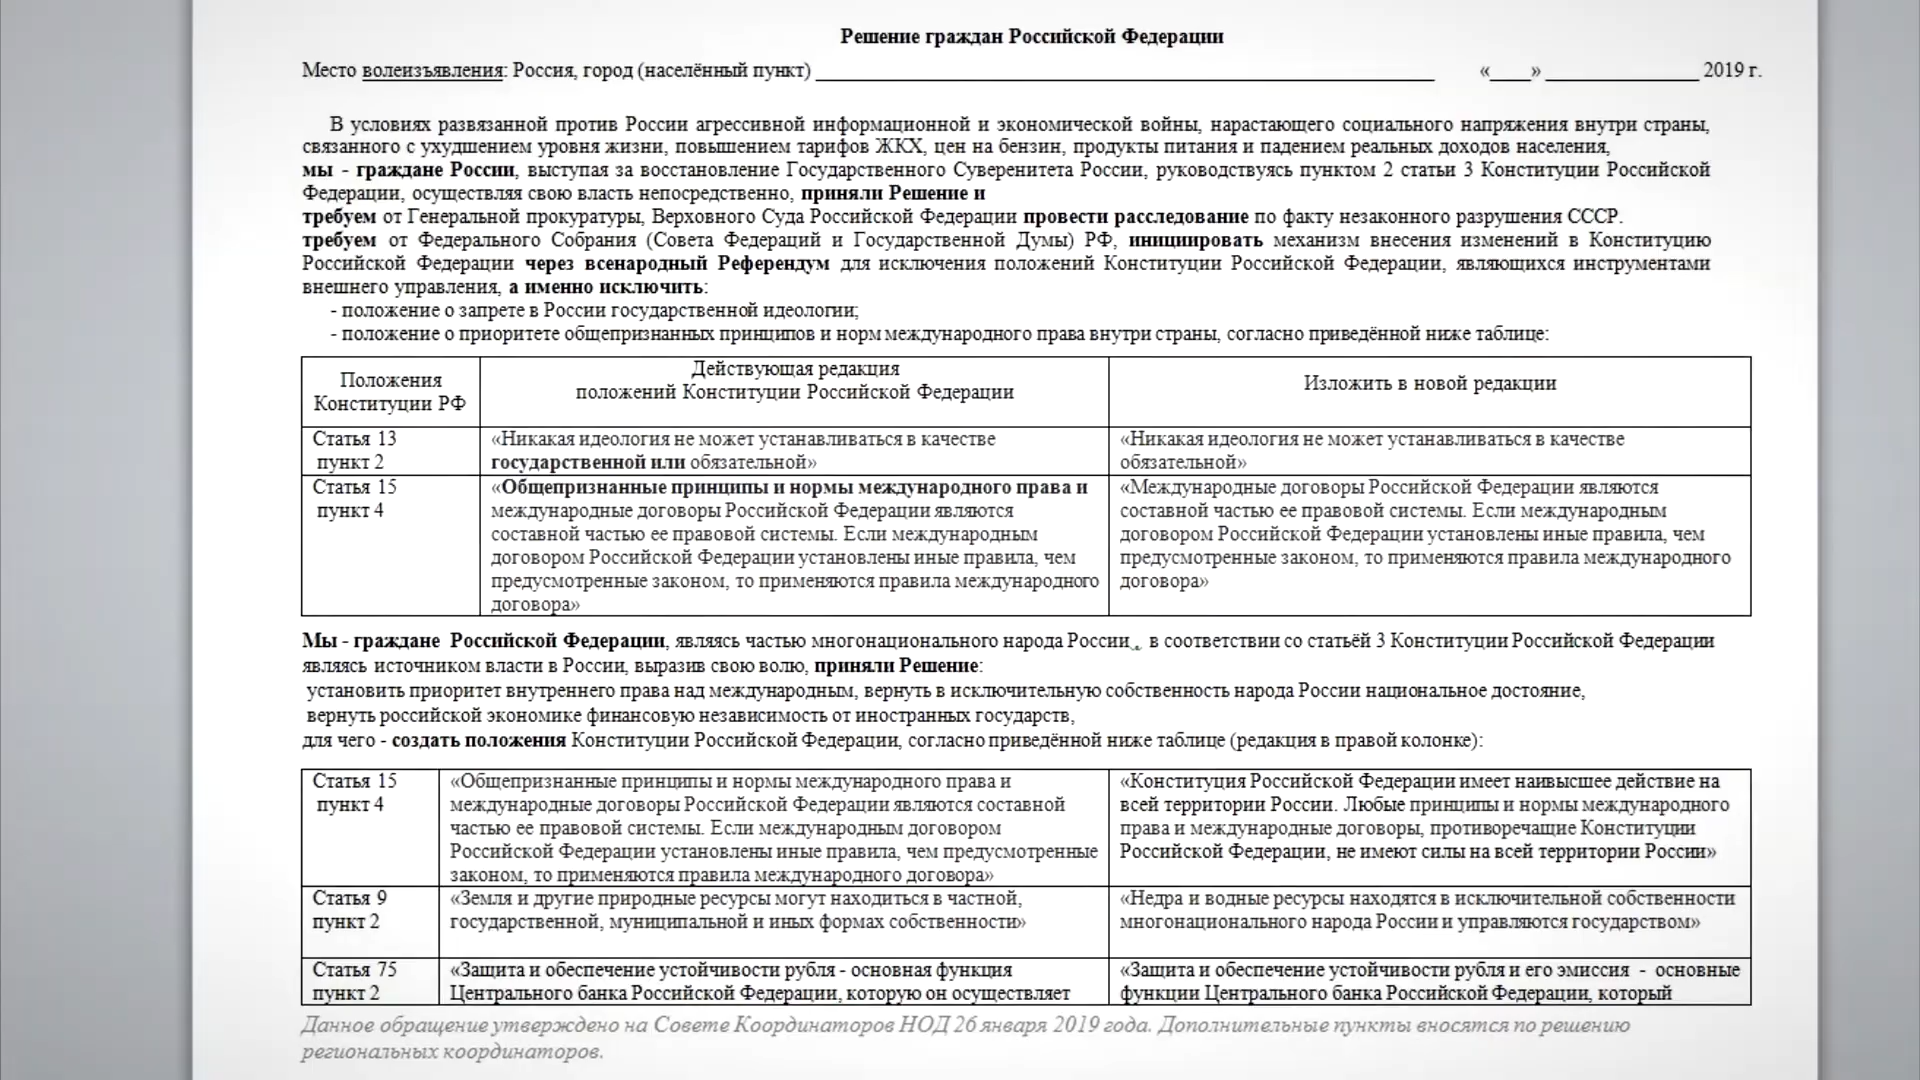 Решение граждан Российской Федерации
Место волеизъявления: Россия, город (населённый пункт) ______________________ «____» _______________ 2019 г.
В условиях развязанной против России агрессивной информационной и экономической войны, нарастающего социального напряжения внутри страны,
связанного с ухудшением уровня жизни, повышением тарифов ЖКХ, цен на бензин, продукты питания и падением реальных доходов населения,
мы - граждане России, выступая за восстановление Государственного Суверенитета России, руководствуясь пунктом 2 статьи 3 Конституции Российской
Федерации, осуществляя свою власть непосредственно, приняли Решение и
требуем от Генеральной прокуратуры, Верховного Суда Российской Федерации провести расследование по факту незаконного разрушения СССР.
требуем от Федерального Собрания (Совета Федераций и Государственной Думы) РФ, инициировать механизм внесения изменений в Конституцию
Российской Федерации через всенародный Референдум для исключения положений Конституции Российской Федерации, являющихся инструментами
внешнего управления, а именно исключить:
- положение о запрете в России государственной идеологии;
- положение о приоритете общепризнанных принципов и норм международного права внутри страны, согласно приведённой ниже таблице:
Положения
Конституции РФ
Действующая редакция
положений Конституции Российской Федерации
Изложить в новой редакции
Статья 13
пункт 2
«Никакая идеология не может устанавливаться в качестве
государственной или обязательной»
«Никакая идеология не может устанавливаться в качестве
обязательной»
Статья 15
пункт 4
«Общепризнанные принципы и нормы международного права и
международные договоры Российской Федерации являются
составной частью ее правовой системы. Если международным
договором Российской Федерации установлены иные правила, чем
предусмотренные законом, то применяются правила международного
договора»
«Международные договоры Российской Федерации являются
составной частью ее правовой системы. Если международным
договором Российской Федерации установлены иные правила, чем
предусмотренные законом, то применяются правила международного
договора»
Мы - граждане Российской Федерации, являясь частью многонационального народа России,, в соответствии со статьёй 3 Конституции Российской Федерации
являясь источником власти в России, выразив свою волю, приняли Решение:
установить приоритет внутреннего права над международным, вернуть в исключительную собственность народа России национальное достояние,
вернуть российской экономике финансовую независимость от иностранных государств,
для чего - создать положения Конституции Российской Федерации, согласно приведённой ниже таблице (редакция в правой колонке):
Статья 15
пункт 4
«Общепризнанные принципы и нормы международного права и
международные договоры Российской Федерации являются составной
частью ее правовой системы. Если международным договором
Российской Федерации установлены иные правила, чем предусмотренные
законом, то применяются правила международного договора»
«Конституция Российской Федерации имеет наивысшее действие на
всей территории России. Любые принципы и нормы международного
права и международные договоры, противоречащие Конституции
Российской Федерации, не имеют силы на всей территории России»
Статья 9
пункт 2
«Земля и другие природные ресурсы могут находиться в частной,
государственной, муниципальной и иных формах собственности»
«Недра и водные ресурсы находятся в исключительной собственности
многонационального народа России и управляются государством»
Статья 75
пункт 2
«Защита и обеспечение устойчивости рубля - основная функция
Центрального банка Российской Федерации, которую он осуществляет
«Защита и обеспечение устойчивости рубля и его эмиссия - основные
функции Центрального банка Российской Федерации, который
Данное обращение утверждено на Совете Координаторов НОД 26 января 2019 года. Дополнительные пункты вносятся по решению
региональных координаторов.